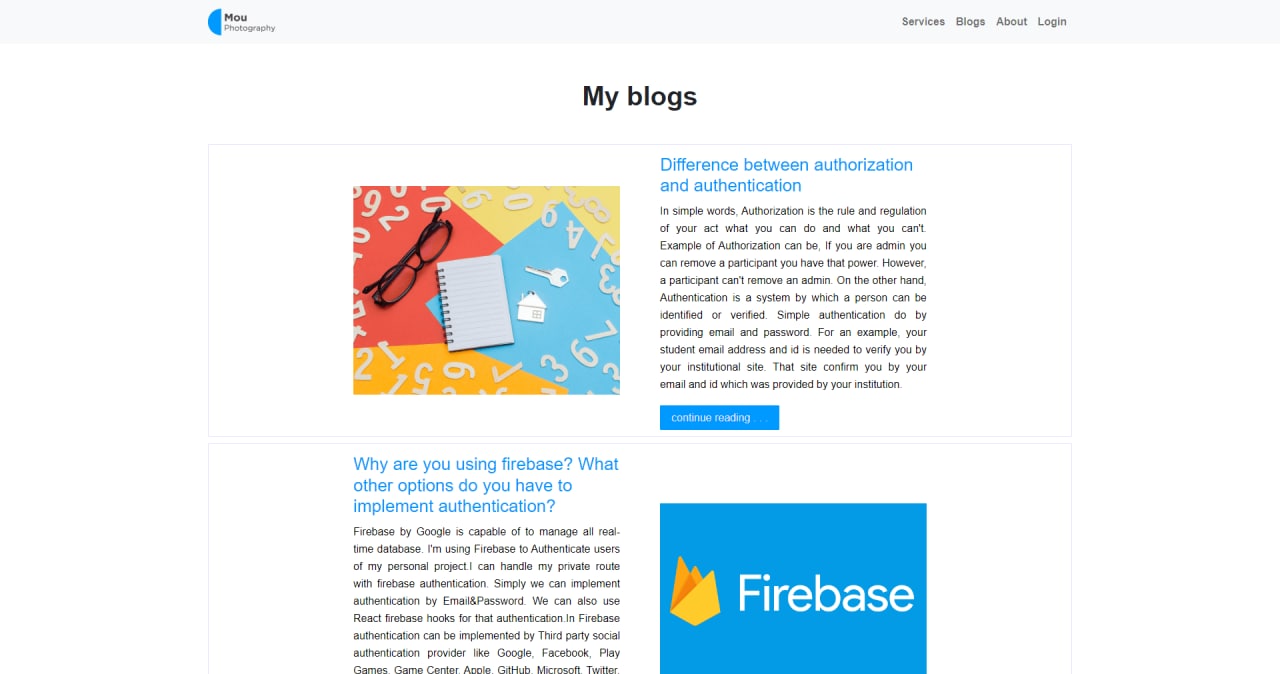 Mou
Photography
Services Blogs About Login
My blogs
Difference between authorization
and authentication
In simple words, Authorization is the rule and regulation
of your act what you can do and what you can't.
Example of Authorization can be, If you are admin you
can remove a participant you have that power. However,
a participant can't remove an admin. On the other hand,
Authentication is a system by which a person can be
identified or verified. Simple authentication do by
providing email and password. For an example, your
student email address and id is needed to verify you by
your institutional site. That site confirm you by your
email and id which was provided by your institution.
continue reading . . .
Why are you using firebase? What
other options do you have to
implement authentication?
Firebase by Google is capable of to manage all real-
time database. I'm using Firebase to Authenticate users
of my personal project.I can handle my private route
with firebase authentication. Simply we can implement
authentication by Email&Password. We can also use
React firebase hooks for that authentication.In Firebase
authentication can be implemented by Third party social
authentication provider like Google, Facebook, Play
Games, Game Center, Apple, GitHub, Microsoft, Twitter,
Firebase